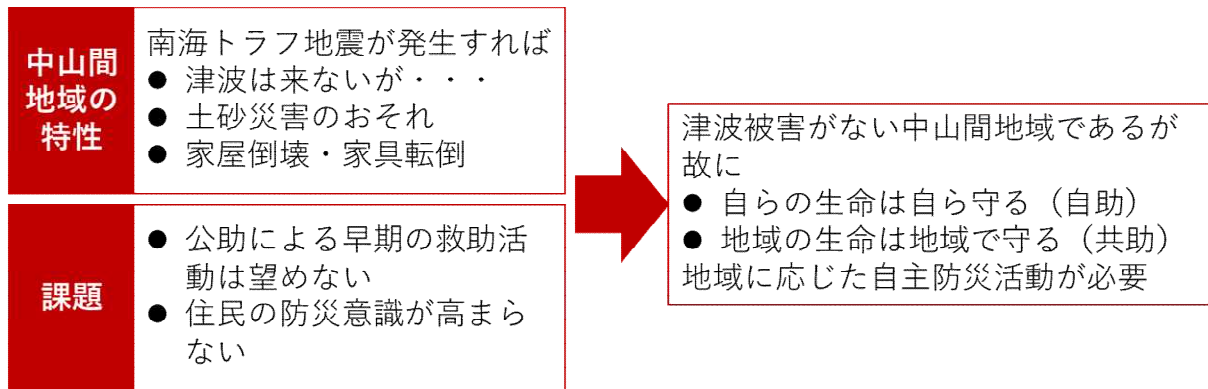 中山間
地域の
特性
南海トラフ地震が発生すれば
● 津波は来ないが・・・
● 土砂災害のおそれ
● 家屋倒壊・家具転倒
課題
● 公助による早期の救助活
動は望めない
● 住民の防災意識が高まら
ない
津波被害がない中山間地域であるが
故に
● 自らの生命は自ら守る（自助）
● 地域の生命は地域で守る（共助）
地域に応じた自主防災活動が必要